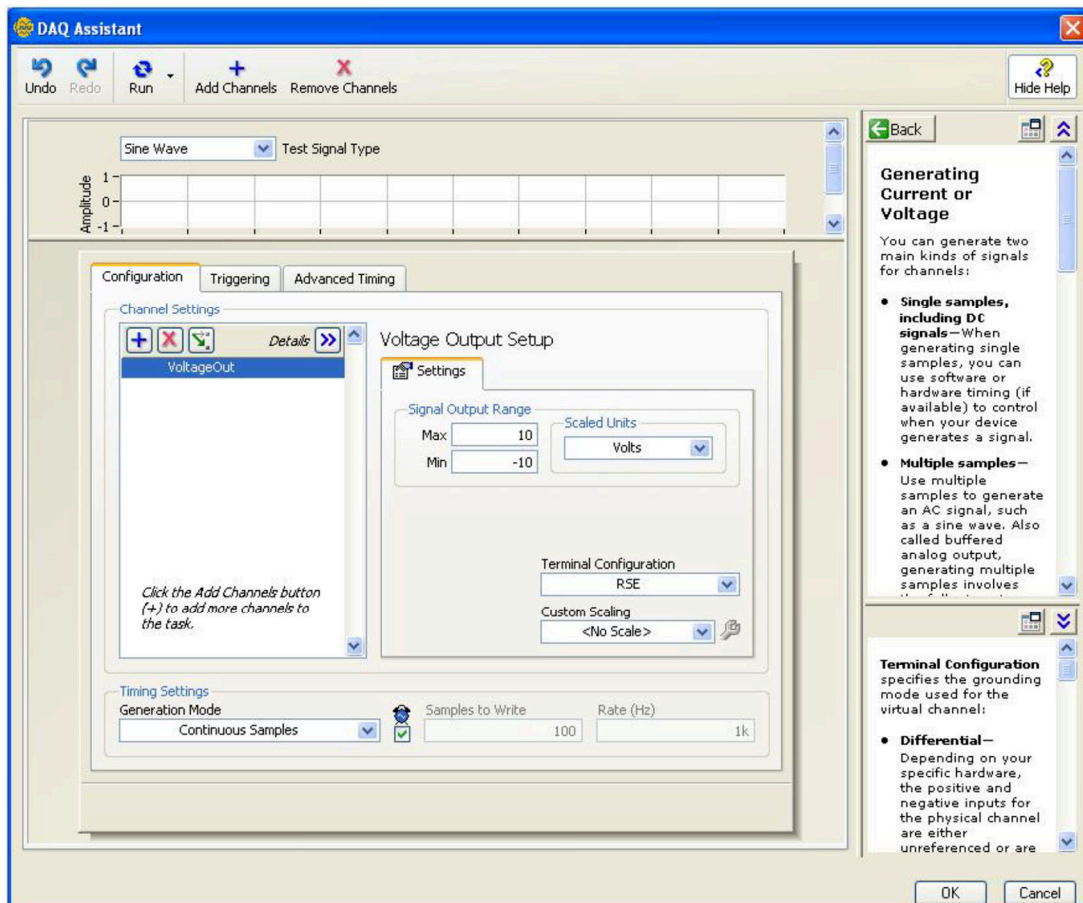 DAQ Assistant
Undo Redo Run Add Channels Remove Channels Hide Help
Sine Wave Test Signal Type
Amplitude
1
0
-1
Configuration Triggering Advanced Timing
Channel Settings
Details
VoltageOut
Click the Add Channels button
(+) to add more channels to
the task.
Voltage Output Setup
Settings
Signal Output Range
Max 10
Min -10
Scaled Units
Volts
Terminal Configuration
RSE
Custom Scaling
<No Scale>
Timing Settings
Generation Mode Samples to Write Rate (Hz)
Continuous Samples 100 1k
Back
Generating
Current or
Voltage
You can generate two
main kinds of signals
for channels:
• Single samples,
including DC
signals—When
generating single
samples, you can
use software or
hardware timing (if
available) to control
when your device
generates a signal.
• Multiple samples—
Use multiple
samples to generate
an AC signal, such
as a sine wave. Also
called buffered
analog output,
generating multiple
samples involves
Terminal Configuration
specifies the grounding
mode used for the
virtual channel:
• Differential—
Depending on your
specific hardware,
the positive and
negative inputs for
the physical channel
are either
unreferenced or are
OK Cancel